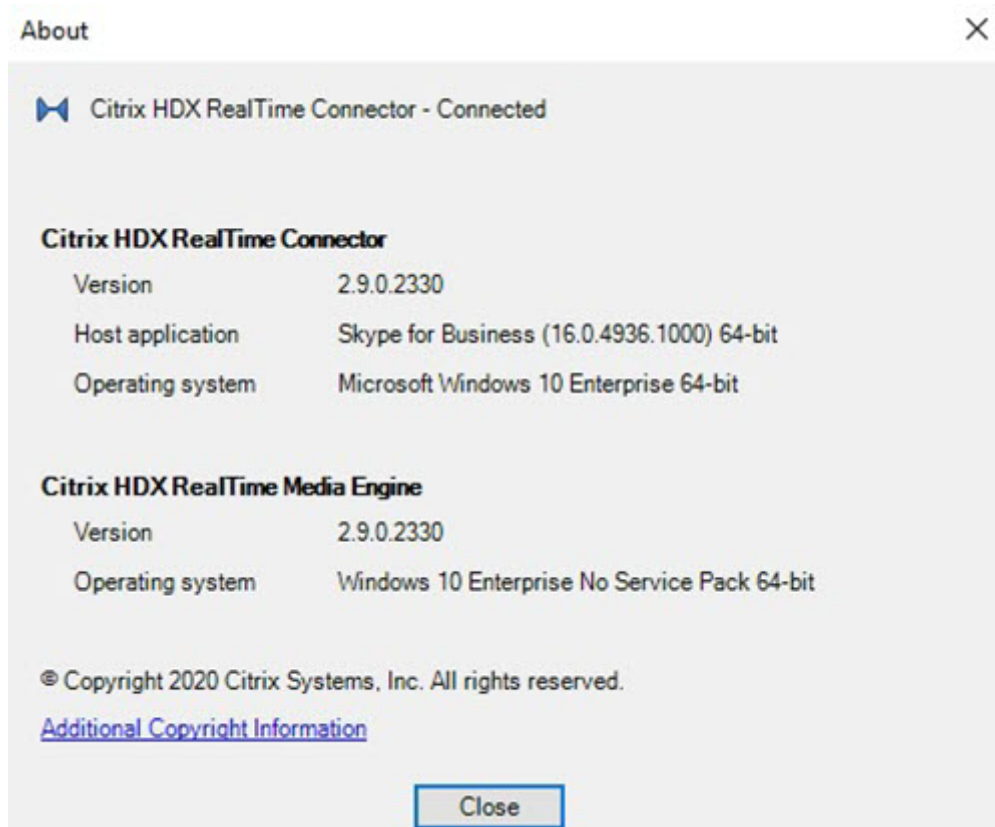 About
Citrix HDX RealTime Connector - Connected
Citrix HDX RealTime Connector
Version 2.9.0.2330
Host application Skype for Business (16.0.4936.1000) 64-bit
Operating system Microsoft Windows 10 Enterprise 64-bit
Citrix HDX RealTime Media Engine
Version 2.9.0.2330
Operating system Windows 10 Enterprise No Service Pack 64-bit
© Copyright 2020 Citrix Systems, Inc. All rights reserved.
Additional Copyright Information
Close